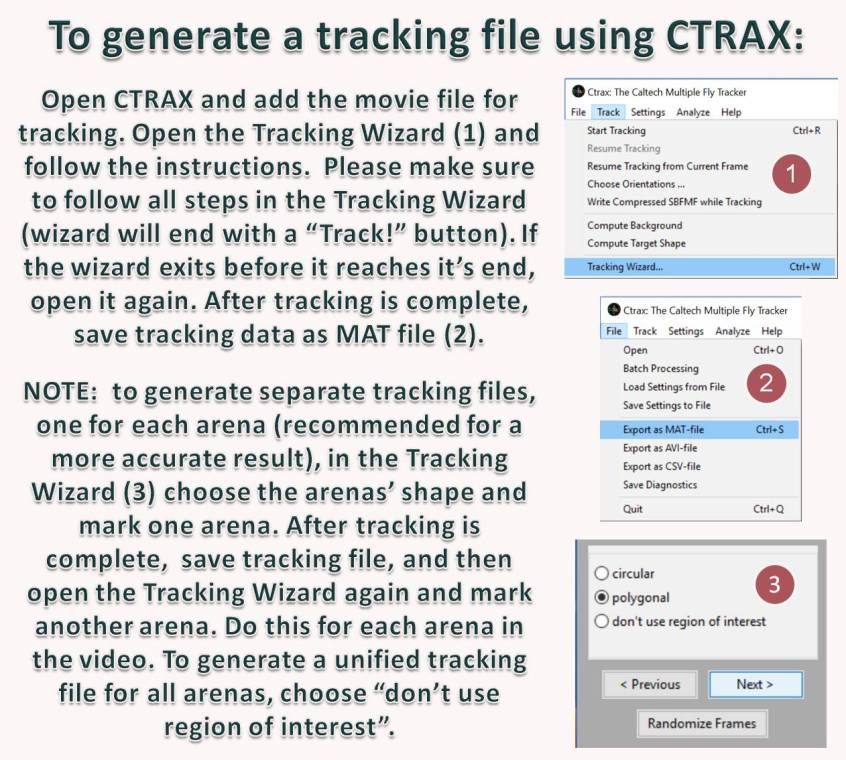 To generate a tracking file using CTRAX:
Open CTRAX and add the movie file for
tracking. Open the Tracking Wizard (1) and
follow the instructions.  Please make sure
to follow all steps in the Tracking Wizard
(wizard will end with a “Track!” button). If
the wizard exits before it reaches it’s end,
open it again. After tracking is complete,
save tracking data as MAT file (2).
NOTE:  to generate separate tracking files,
one for each arena (recommended for a
more accurate result), in the Tracking
Wizard (3) choose the arenas’ shape and
mark one arena. After tracking is
complete,  save tracking file, and then
open the Tracking Wizard again and mark
another arena. Do this for each arena in
the video. To generate a unified tracking
file for all arenas, choose “don’t use
region of interest”.
Ctrax: The Caltech Multiple Fly Tracker
File Track Settings Analyze Help
Start Tracking Ctrl+R
Resume Tracking
Resume Tracking from Current Frame
1
Choose Orientations ...
Write Compressed SBFMF while Tracking
Compute Background
Compute Target Shape
Tracking Wizard... Ctrl+W
Ctrax: The Caltech Multiple Fly Tracker
File Track Settings Analyze Help
Open Ctrl+O
Batch Processing
2
Load Settings from File
Save Settings to File
Export as MAT-file Ctrl+S
Export as AVI-file
Export as CSV-file
Save Diagnostics
Quit Ctrl+Q
circular
3
polygonal
don't use region of interest
< Previous Next >
Randomize Frames